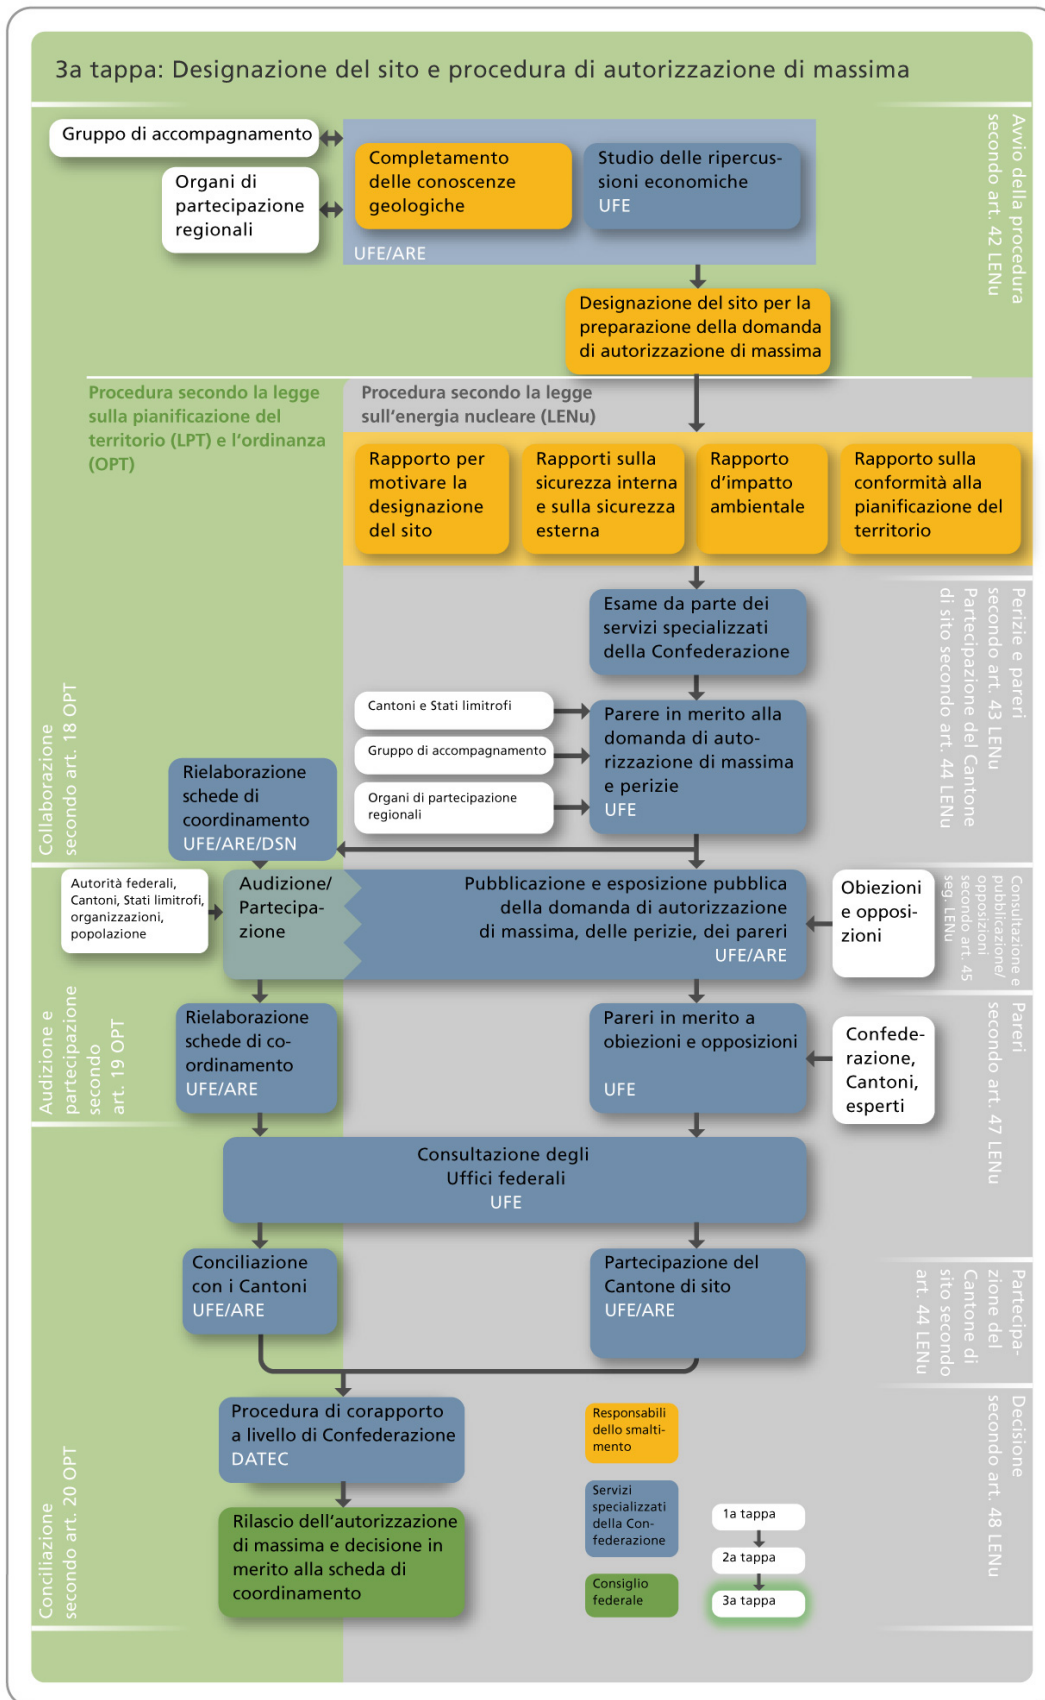 3a tappa: Designazione del sito e procedura di autorizzazione di massima
Gruppo di accompagnamento
Organi di
partecipazione
regionali
Completamento
delle conoscenze
geologiche
Studio delle ripercus-
sioni economiche
UFE
UFE/ARE
Avvio della procedura
secondo art. 42 LENu
Designazione del sito per la
preparazione della domanda
di autorizzazione di massima
Procedura secondo la legge
sulla pianificazione del
territorio (LPT) e l'ordinanza
(OPT)
Procedura secondo la legge
sull'energia nucleare (LENu)
Rapporto per
motivare la
designazione
del sito
Rapporti sulla
sicurezza interna
e sulla sicurezza
esterna
Rapporto
d'impatto
ambientale
Rapporto sulla
conformità alla
pianificazione del
territorio
Esame da parte dei
servizi specializzati
della Confederazione
Perizie e pareri
secondo art. 43 LENu
Partecipazione del Cantone
di sito secondo art. 44 LENu
Cantoni e Stati limitrofi
Gruppo di accompagnamento
Organi di partecipazione
regionali
Parere in merito alla
domanda di auto-
rizzazione di massima
e perizie
UFE
Collaborazione
secondo art. 18 OPT
Rielaborazione
schede di
coordinamento
UFE/ARE/DSN
Autorità federali,
Cantoni, Stati limitrofi,
organizzazioni,
popolazione
Audizione/
Partecipa-
zione
Pubblicazione e esposizione pubblica
della domanda di autorizzazione
di massima, delle perizie, dei pareri
UFE/ARE
Obiezioni
e opposi-
zioni
Consultazione e
pubblicazione/
opposizioni
secondo art. 45
seg. LENu
Audizione e
partecipazione
secondo
art. 19 OPT
Rielaborazione
schede di co-
ordinamento
UFE/ARE
Pareri in merito a
obiezioni e opposizioni
UFE
Confede-
razione,
Cantoni,
esperti
Pareri
secondo art. 47 LENu
Consultazione degli
Uffici federali
UFE
Conciliazione
con i Cantoni
UFE/ARE
Partecipazione del
Cantone di sito
UFE/ARE
Partecipa-
zione del
Cantone di
sito secondo
art. 44 LENu
Procedura di corapporto
a livello di Confederazione
DATEC
Rilascio dell'autorizzazione
di massima e decisione in
merito alla scheda di
coordinamento
Conciliazione
secondo art. 20 OPT
Responsabili
dello smalti-
mento
Servizi
specializzati
della Con-
federazione
Consiglio
federale
1a tappa
2a tappa
3a tappa
Decisione
secondo art. 48 LENu